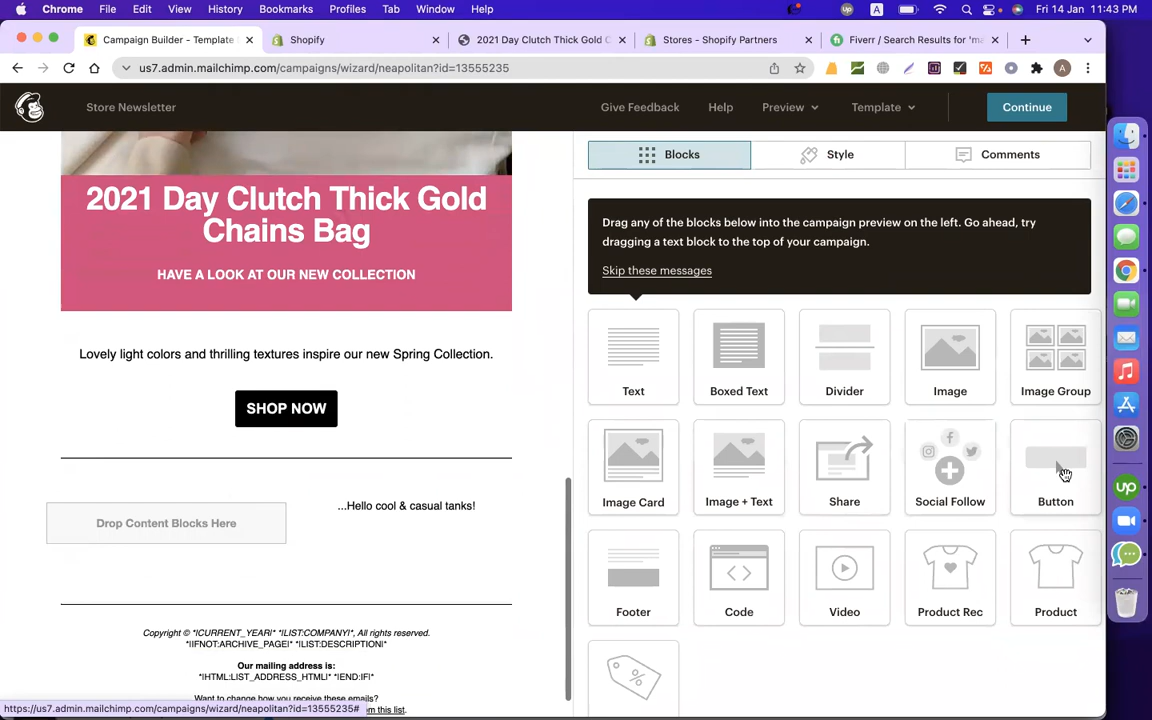 Chrome File Edit View History Bookmarks Profiles Tab Window Help A Fri 14 Jan 11:43 PM
Campaign Builder - Template
Shopify
2021 Day Clutch Thick Gold C
Stores - Shopify Partners
Fiverr / Search Results for 'ma
us7.admin.mailchimp.com/campaigns/wizard/neapolitan?id=13555235
A
Store Newsletter
Give Feedback
Help
Preview
Template
Continue
Blocks
Style
Comments
2021 Day Clutch Thick Gold
Chains Bag
HAVE A LOOK AT OUR NEW COLLECTION
Lovely light colors and thrilling textures inspire our new Spring Collection.
SHOP NOW
Drop Content Blocks Here
...Hello cool & casual tanks!
Copyright © *|CURRENT_YEAR|* *|LIST:COMPANY|*, All rights reserved.
*|IFNOT:ARCHIVE_PAGE|* *|LIST:DESCRIPTION|*
Our mailing address is:
*|HTML:LIST_ADDRESS_HTML|* *|END:IF|*
Want to change how you receive these emails?
m this list.
https://us7.admin.mailchimp.com/campaigns/wizard/neapolitan?id=13555235#
Drag any of the blocks below into the campaign preview on the left. Go ahead, try
dragging a text block to the top of your campaign.
Skip these messages
Text
Boxed Text
Divider
Image
Image Group
Image Card
Image + Text
Share
Social Follow
Button
Footer
Code
Video
Product Rec
Product
up